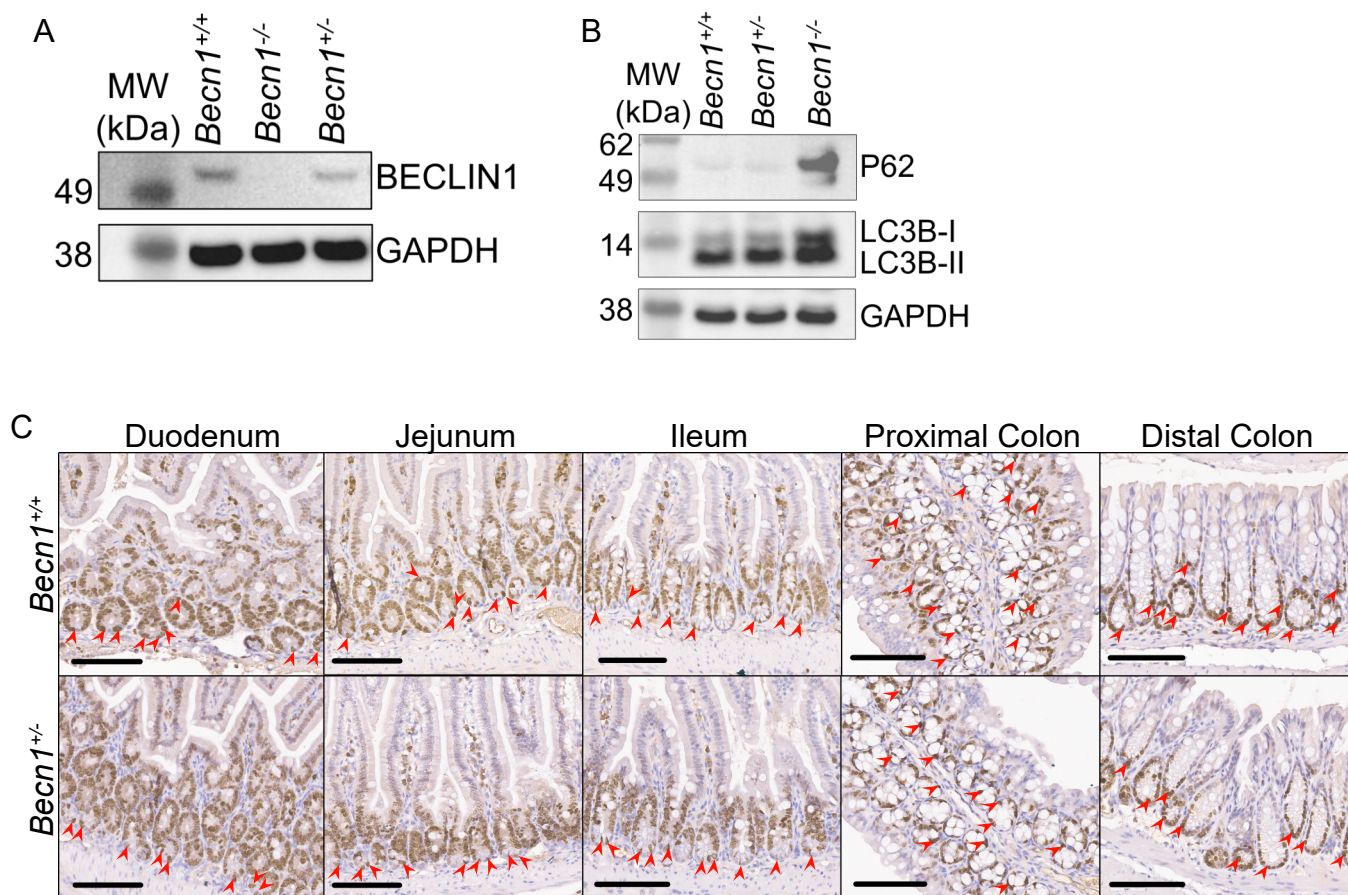 A
MW
(kDa)
Becn1+/+
Becn1-/-
Becn1+/-
49
BECLIN1
38
GAPDH
B
MW
(kDa)
Becn1+/+
Becn1+/-
Becn1-/-
62
49
P62
14
LC3B-I
LC3B-II
38
GAPDH
C
Duodenum
Jejunum
Ileum
Proximal Colon
Distal Colon
Becn1+/+
Becn1+/-